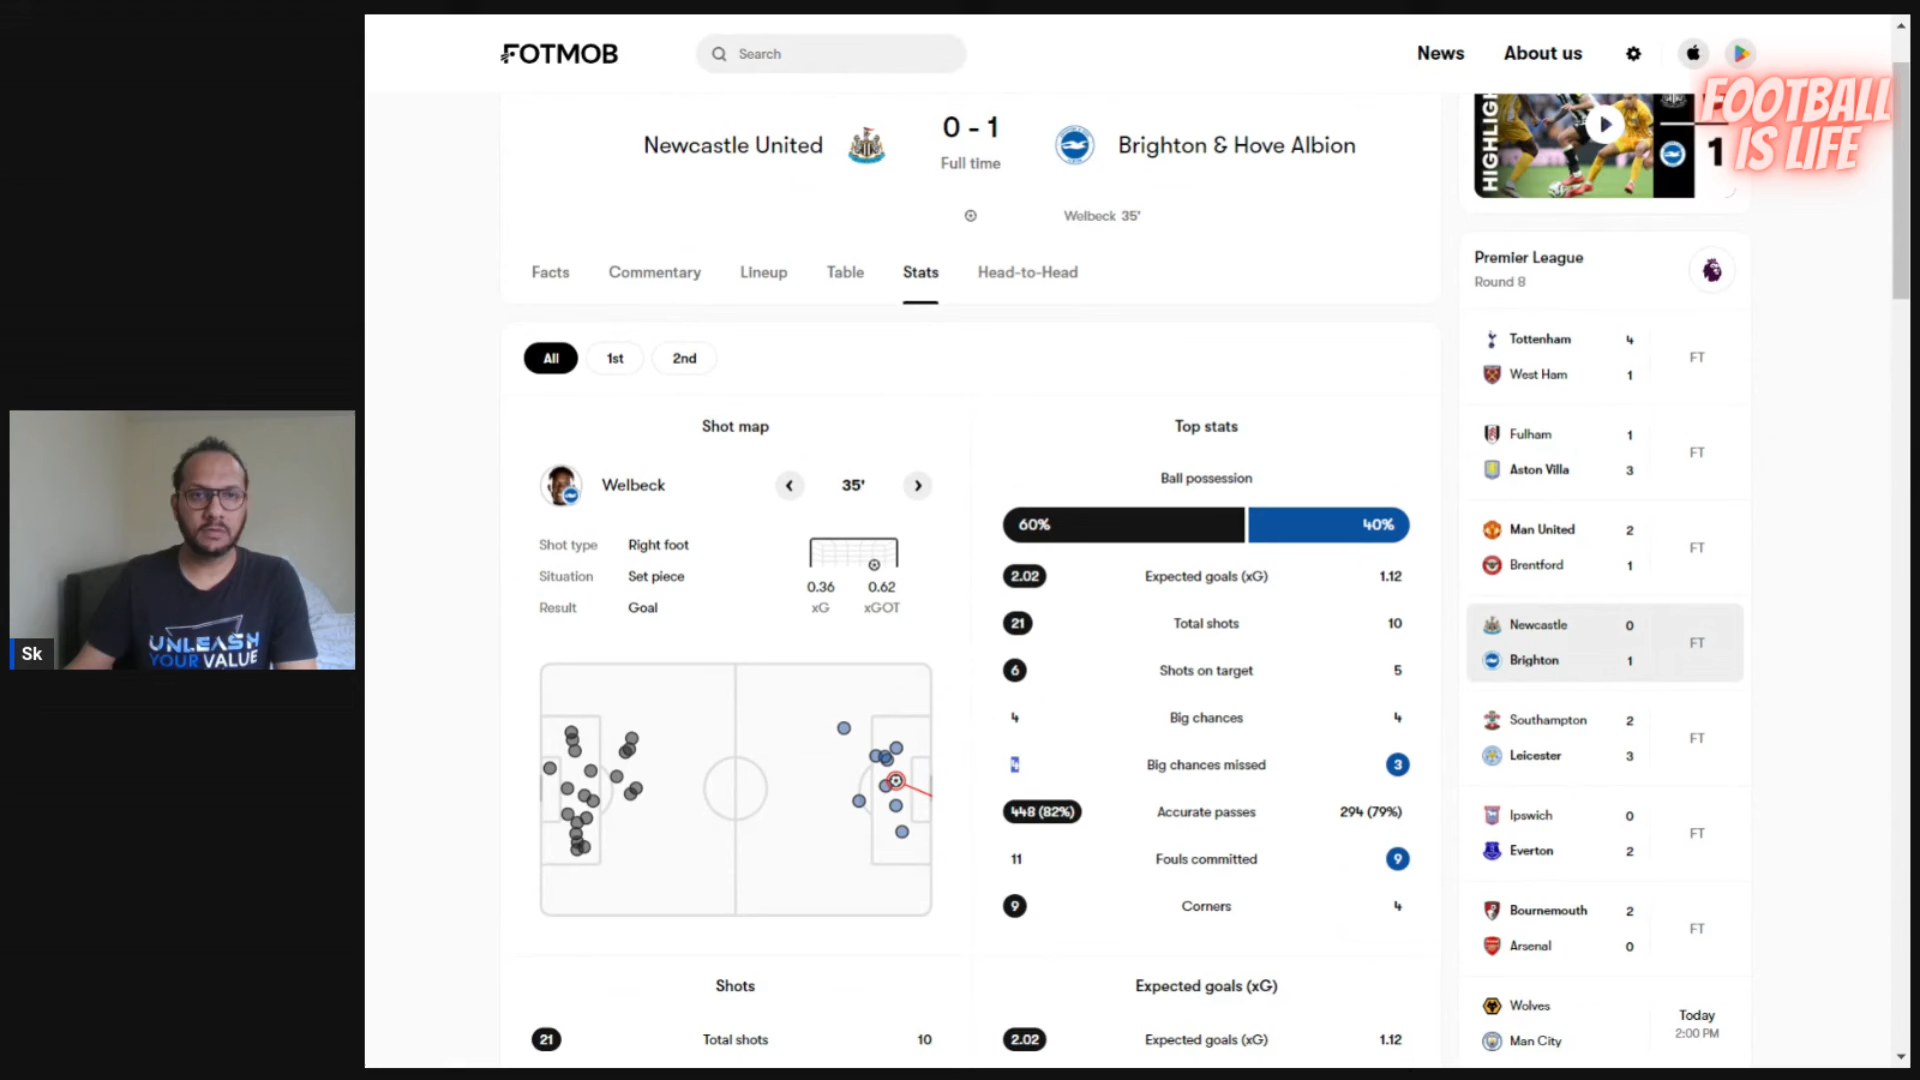 FOTMOB
Search
News
About us
FOOTBALL
IS LIFE
HIGHLIGH
1
Newcastle United
0 - 1
Full time
Brighton & Hove Albion
Welbeck 35'
Facts
Commentary
Lineup
Table
Stats
Head-to-Head
All
1st
2nd
Shot map
Welbeck
35'
Shot type Right foot
Situation Set piece
Result Goal
0.36 0.62
xG xGOT
Top stats
Ball possession
60% 40%
2.02 Expected goals (xG) 1.12
21 Total shots 10
6 Shots on target 5
4 Big chances 4
4 Big chances missed 3
448 (82%) Accurate passes 294 (79%)
11 Fouls committed 9
9 Corners 4
Shots
21 Total shots 10
Expected goals (xG)
2.02 Expected goals (xG) 1.12
Premier League
Round 8
Tottenham 4
West Ham 1
FT
Fulham 1
Aston Villa 3
FT
Man United 2
Brentford 1
FT
Newcastle 0
Brighton 1
FT
Southampton 2
Leicester 3
FT
Ipswich 0
Everton 2
FT
Bournemouth 2
Arsenal 0
FT
Wolves
Man City
Today
2:00 PM
UNLEASH
YOUR VALUE
Sk